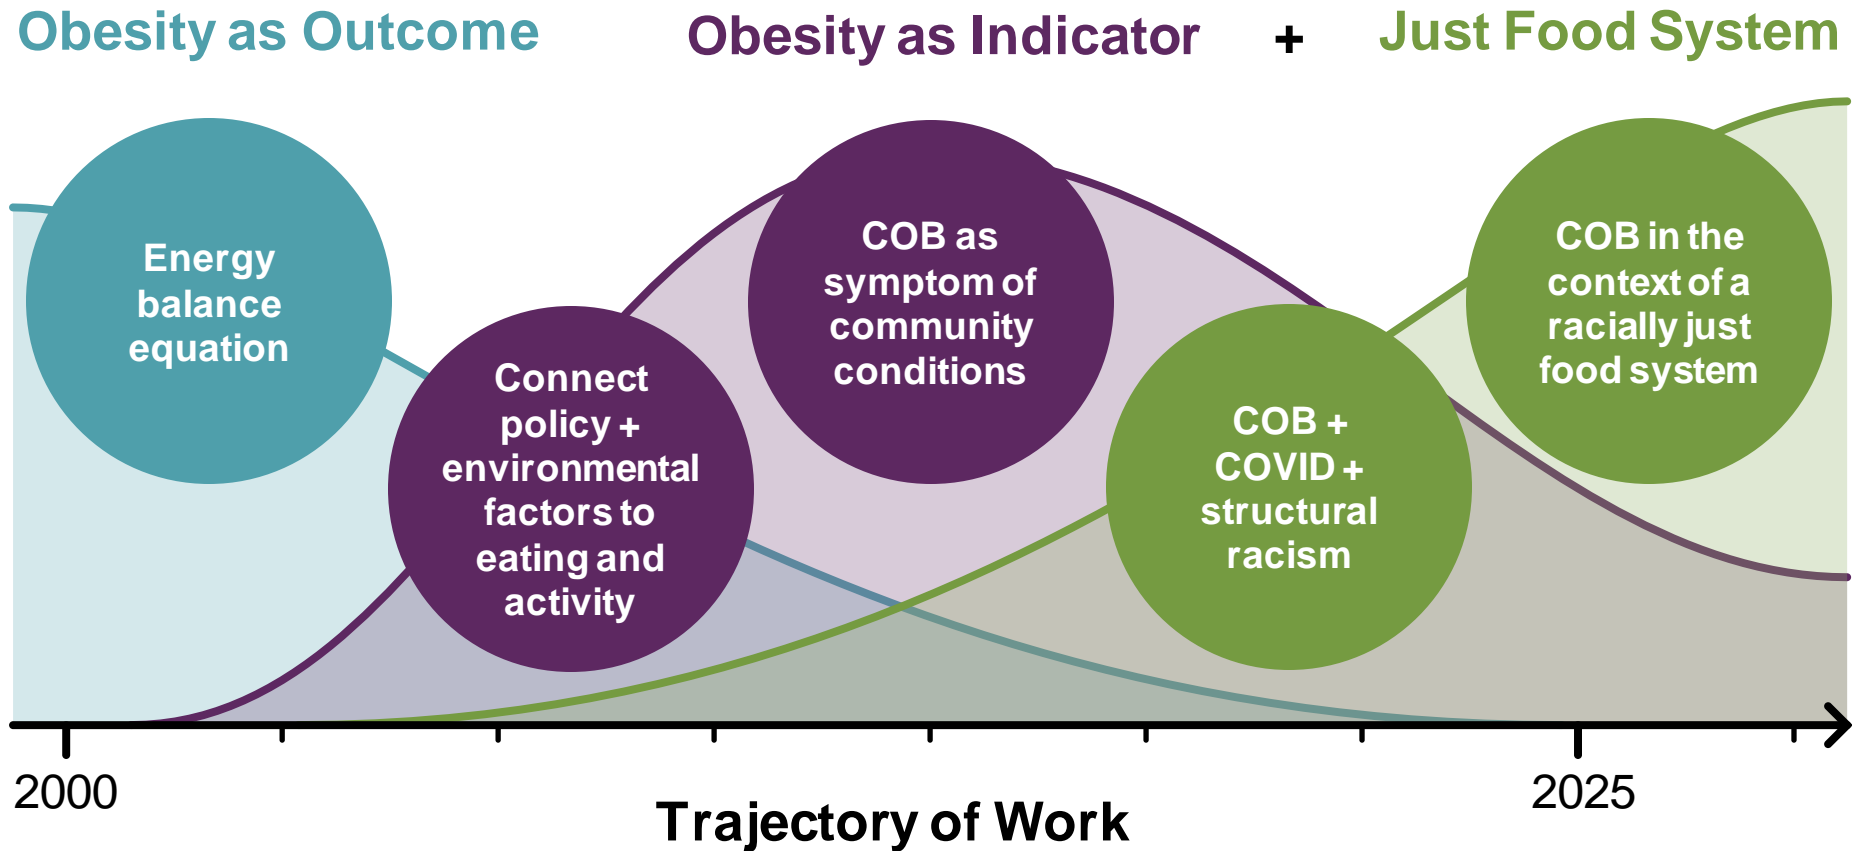 Obesity as Outcome
Obesity as Indicator + Just Food System
Energy
balance
equation
Connect
policy +
environmental
factors to
eating and
activity
COB as
symptom of
community
conditions
COB +
COVID +
structural
racism
COB in the
context of a
racially just
food system
2000
2025
Trajectory of Work